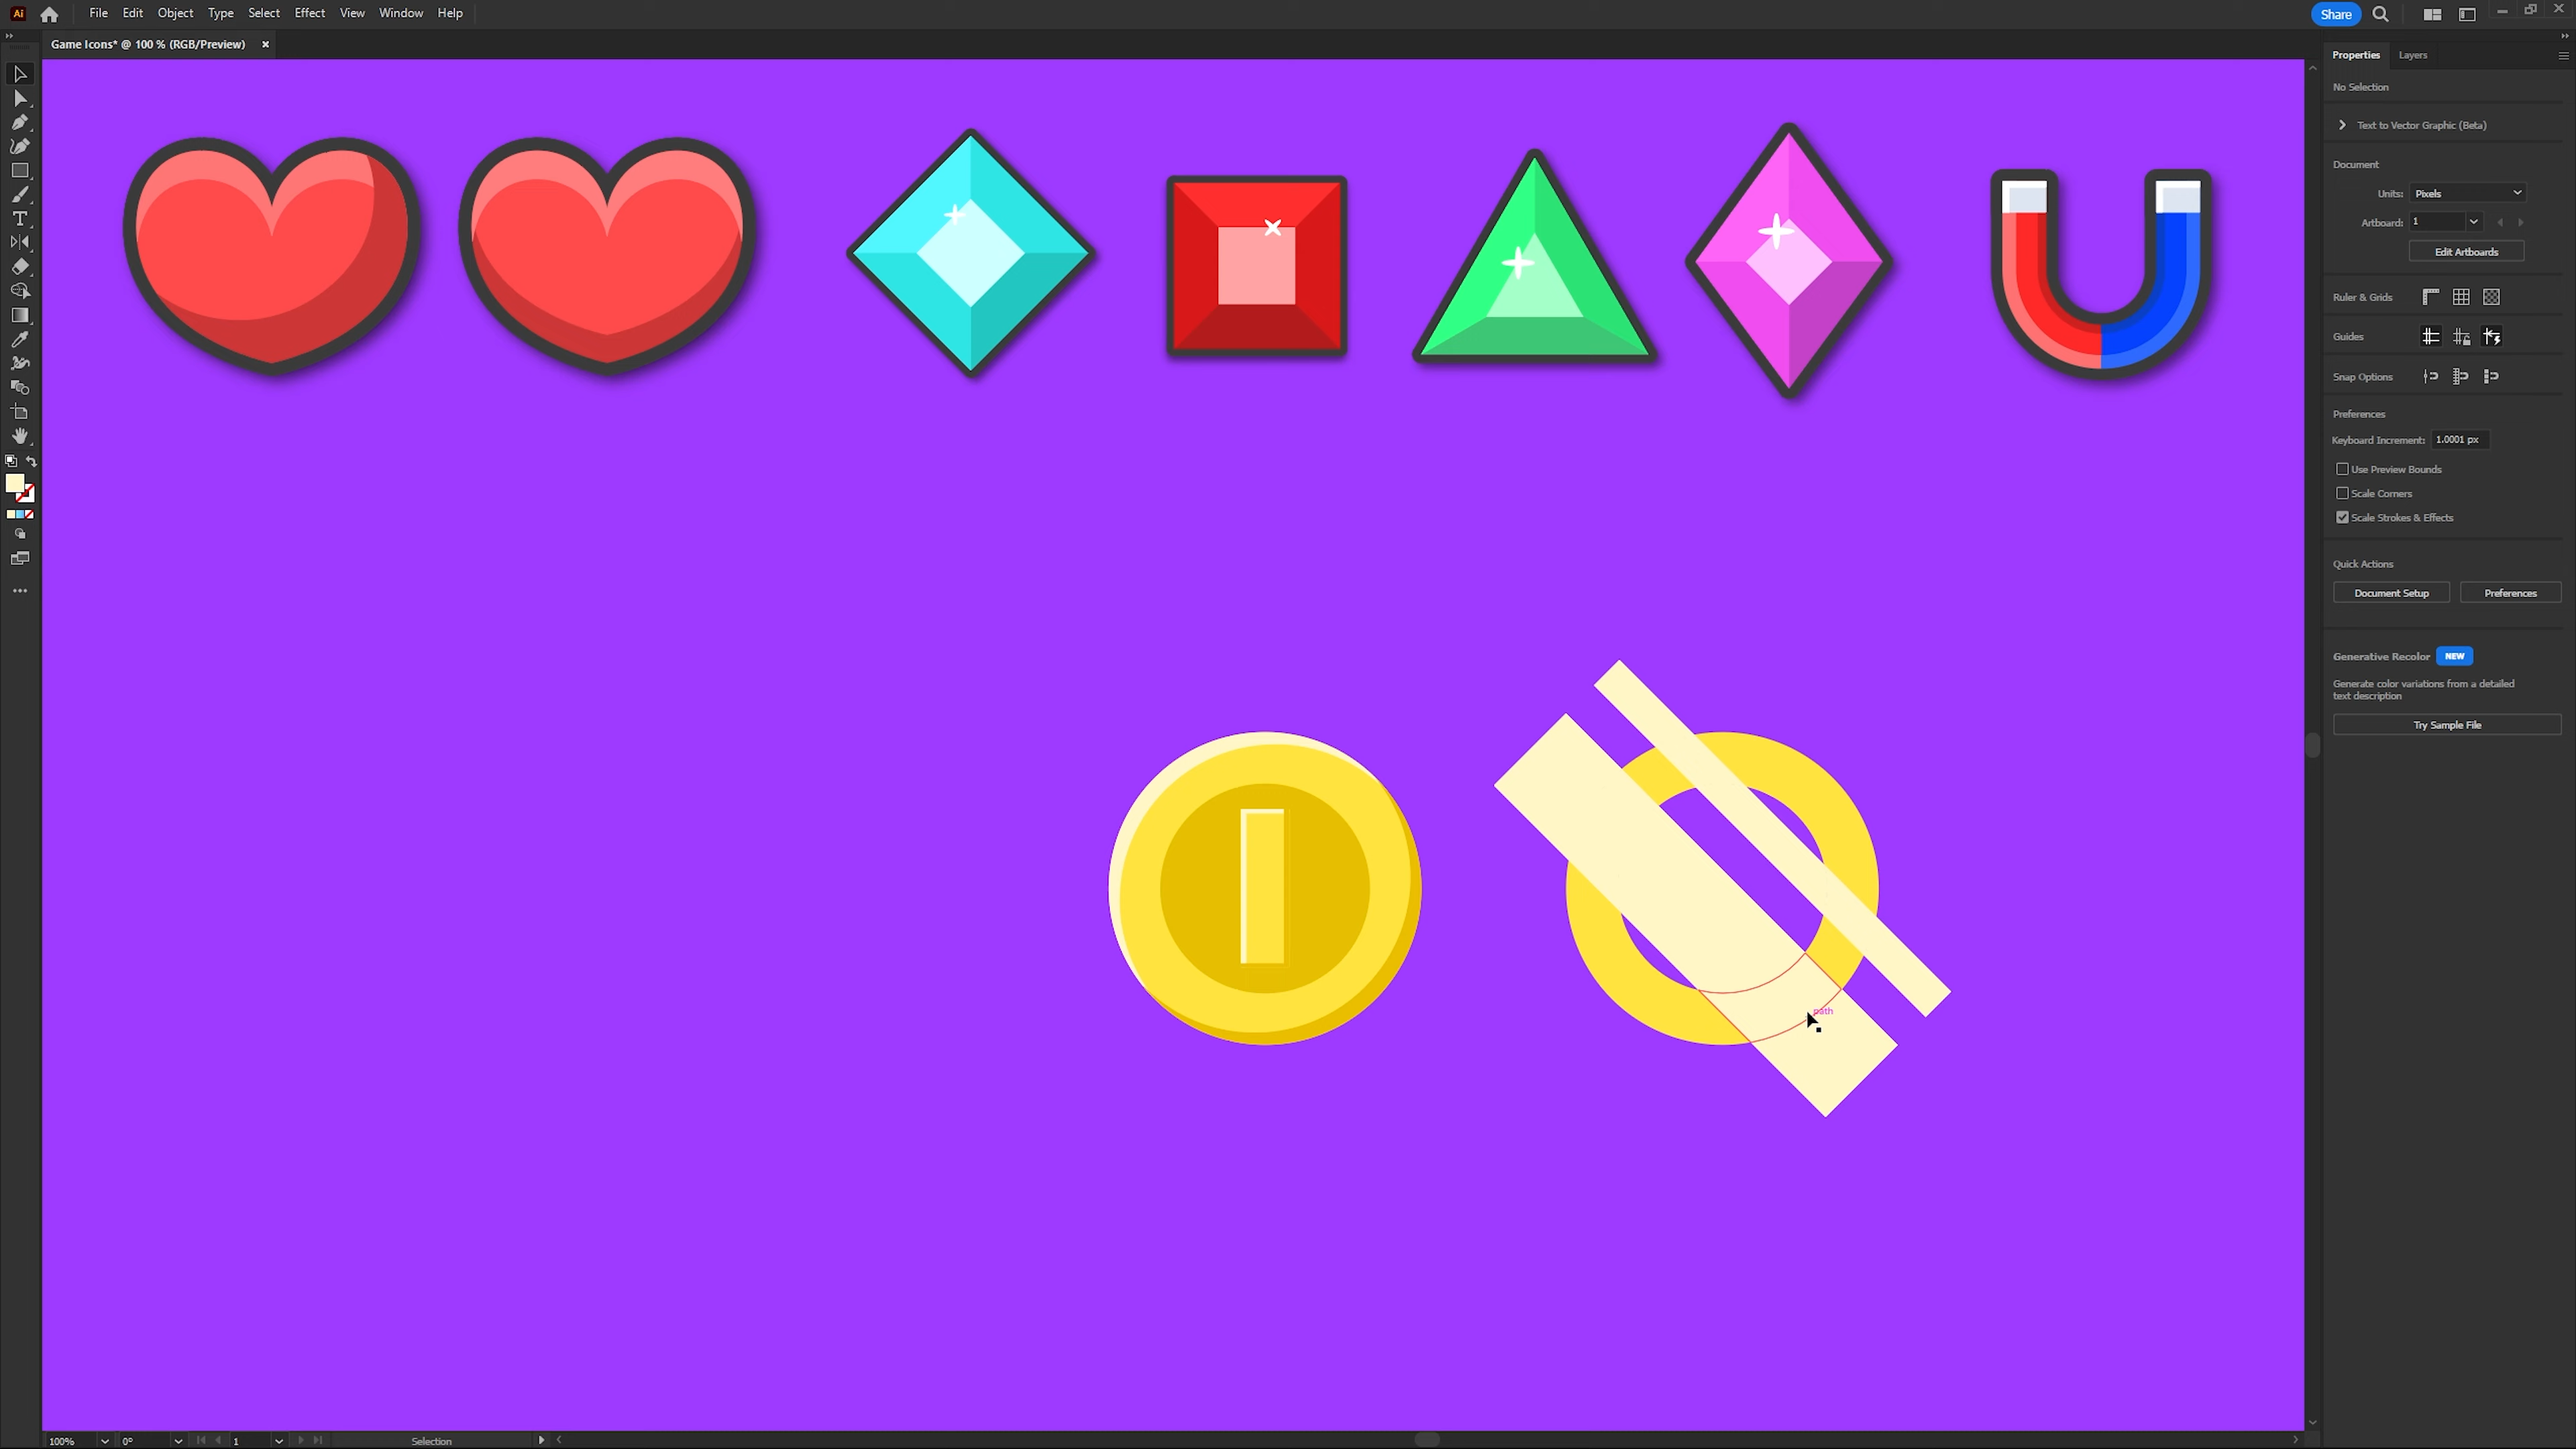 Ai File Edit Object Type Select Effect View Window Help Share
Game Icons* @ 100 % (RGB/Preview) ×
Properties Layers
No Selection
Text to Vector Graphic (Beta)
Document
Units: Pixels
Artboard: 1
Edit Artboards
Ruler & Grids
Guides
Snap Options
Preferences
Keyboard Increment: 1.0001 px
Use Preview Bounds
Scale Corners
Scale Strokes & Effects
Quick Actions
Document Setup Preferences
Generative Recolor NEW
Generate color variations from a detailed
text description
Try Sample File
path
100% 0° 1 Selection